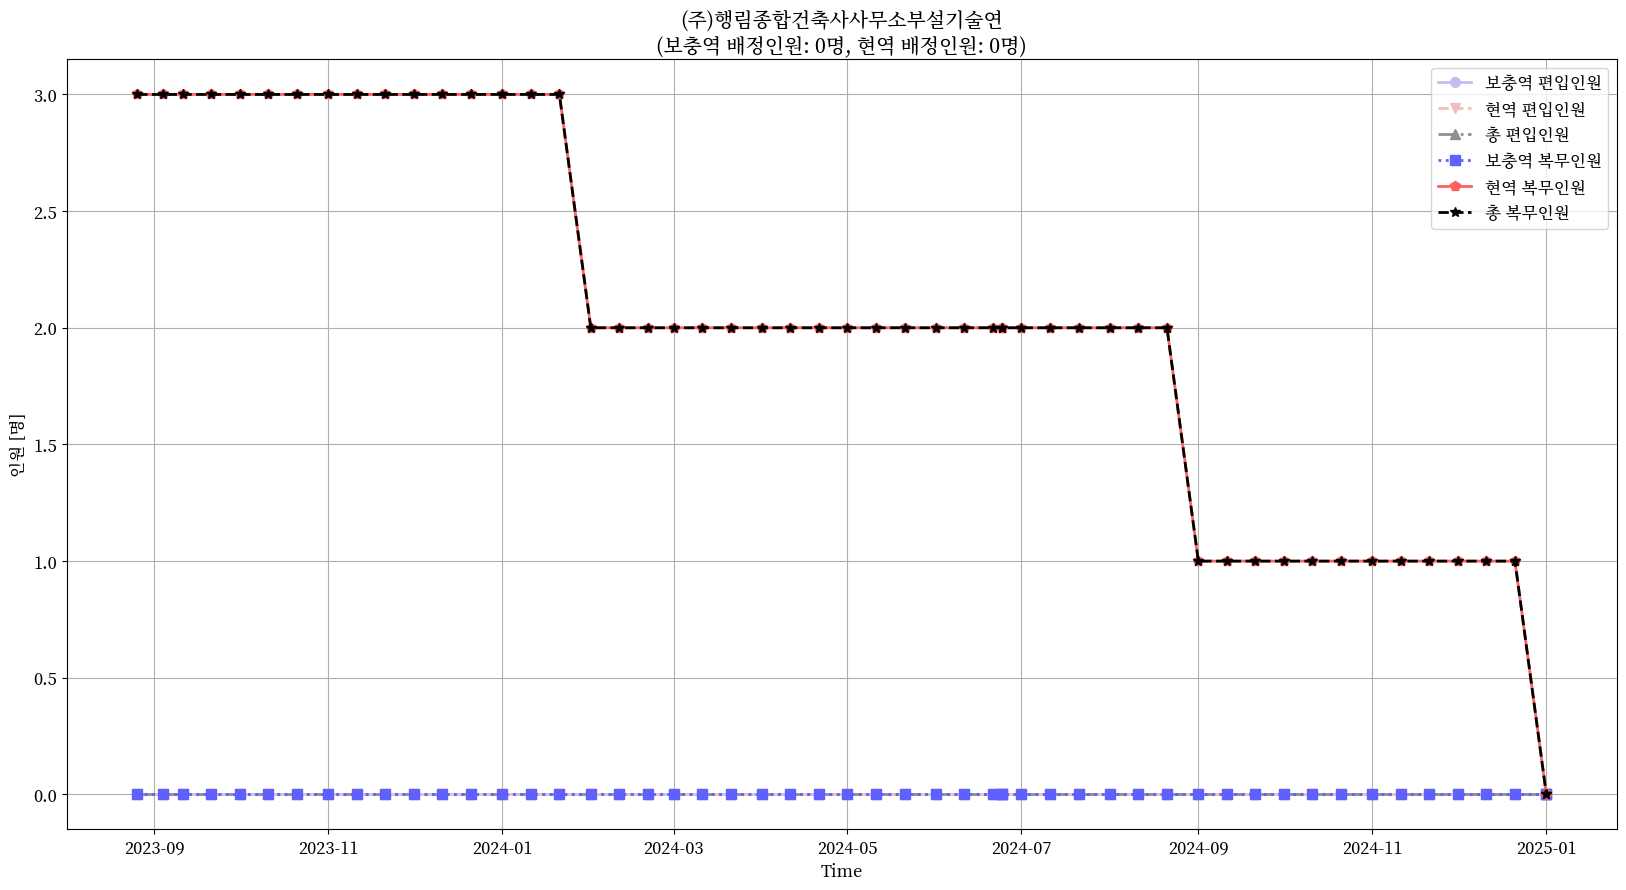 (주)행림종합건축사사무소부설기술연
(보충역 배정인원: 0명, 현역 배정인원: 0명)
보충역 편입인원
현역 편입인원
총 편입인원
보충역 복무인원
현역 복무인원
총 복무인원
인원 [명]
3.0
2.5
2.0
1.5
1.0
0.5
0.0
2023-09
2023-11
2024-01
2024-03
2024-05
2024-07
2024-09
2024-11
2025-01
Time